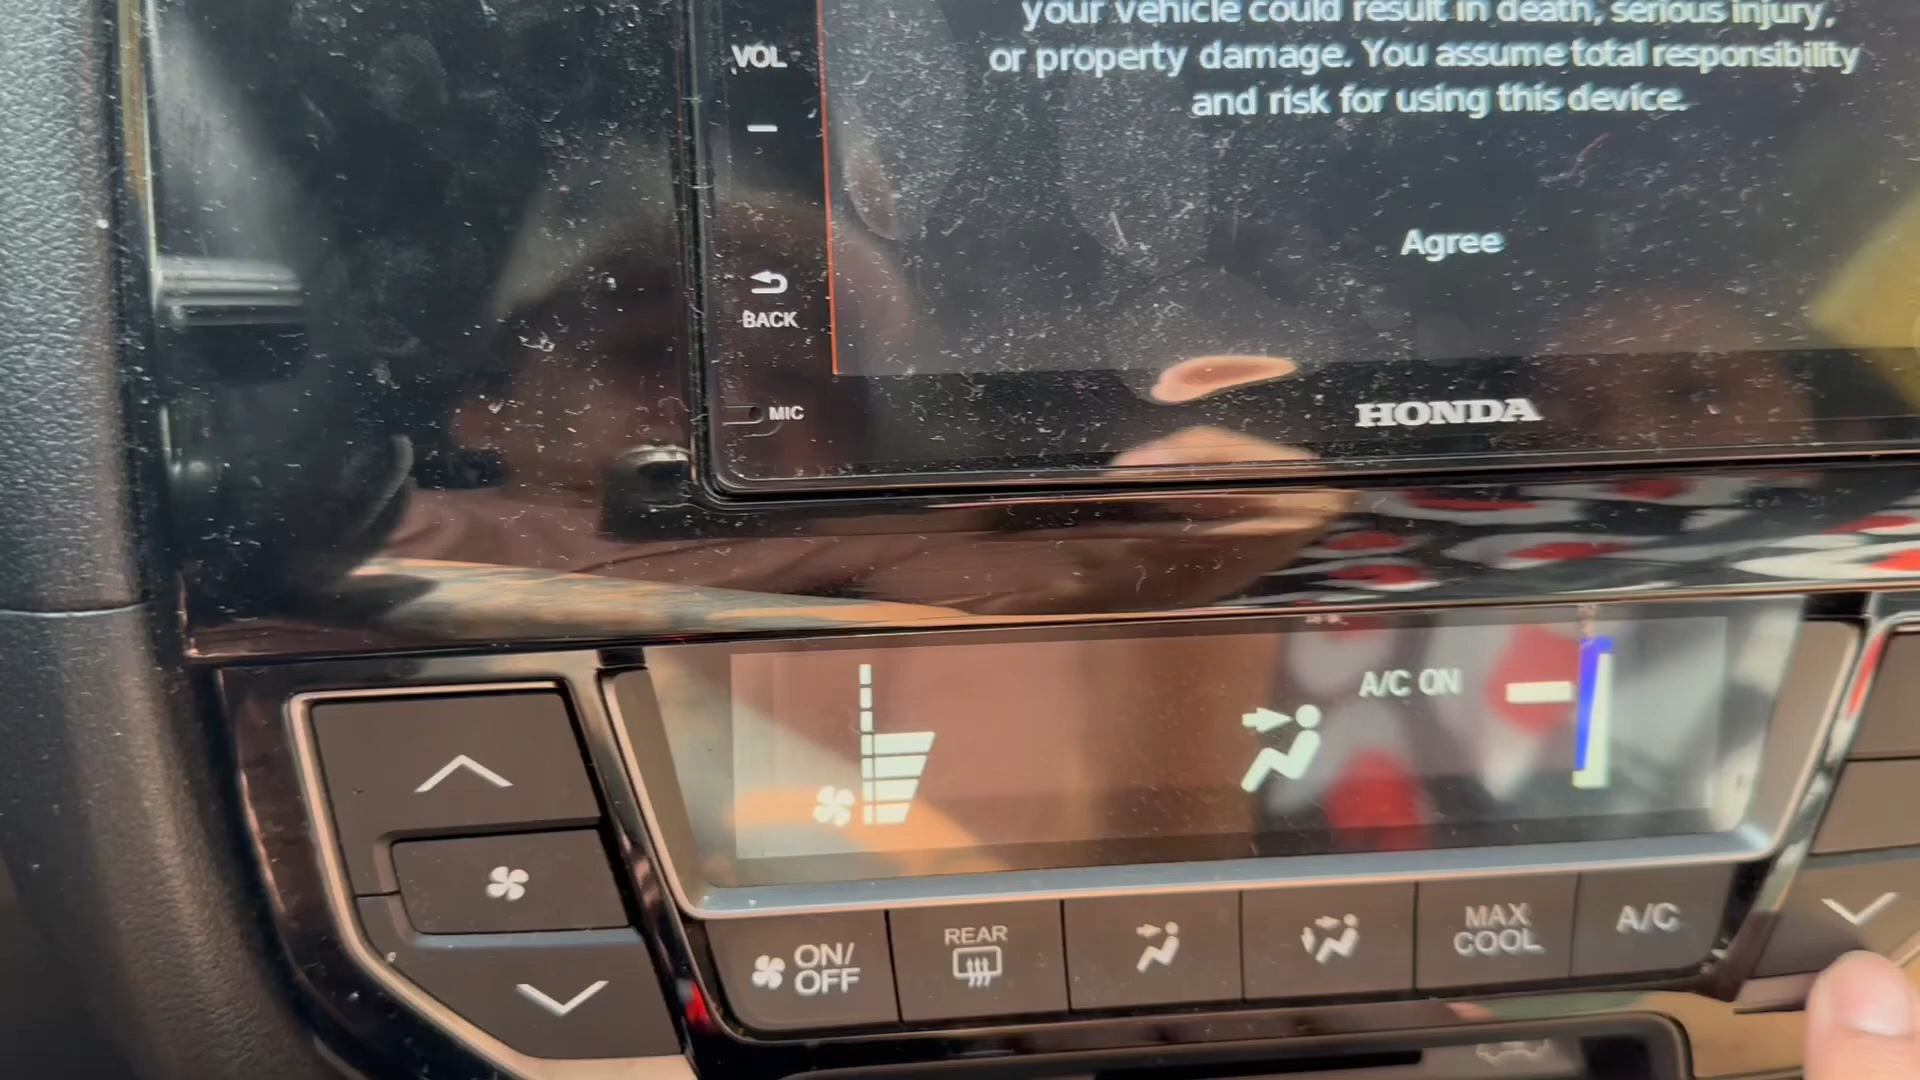 your vehicle could result in death, serious injury,
or property damage. You assume total responsibility
and risk for using this device.
Agree
VOL
BACK
MIC
HONDA
A/C ON
ON/
OFF
REAR
MAX
COOL
A/C